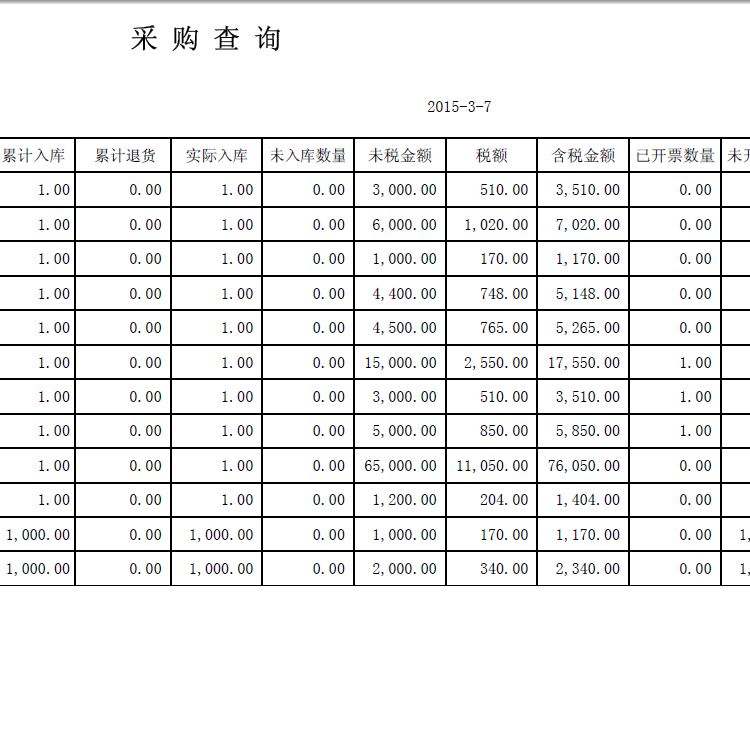 采购查询
2015-3-7
累计入库 累计退货 实际入库 未入库数量 未税金额 税额 含税金额 已开票数量 未开
1.00 0.00 1.00 0.00 3,000.00 510.00 3,510.00 0.00
1.00 0.00 1.00 0.00 6,000.00 1,020.00 7,020.00 0.00
1.00 0.00 1.00 0.00 1,000.00 170.00 1,170.00 0.00
1.00 0.00 1.00 0.00 4,400.00 748.00 5,148.00 0.00
1.00 0.00 1.00 0.00 4,500.00 765.00 5,265.00 0.00
1.00 0.00 1.00 0.00 15,000.00 2,550.00 17,550.00 1.00
1.00 0.00 1.00 0.00 3,000.00 510.00 3,510.00 1.00
1.00 0.00 1.00 0.00 5,000.00 850.00 5,850.00 1.00
1.00 0.00 1.00 0.00 65,000.00 11,050.00 76,050.00 0.00
1.00 0.00 1.00 0.00 1,200.00 204.00 1,404.00 0.00
1,000.00 0.00 1,000.00 0.00 1,000.00 170.00 1,170.00 0.00 1,
1,000.00 0.00 1,000.00 0.00 2,000.00 340.00 2,340.00 0.00 1,